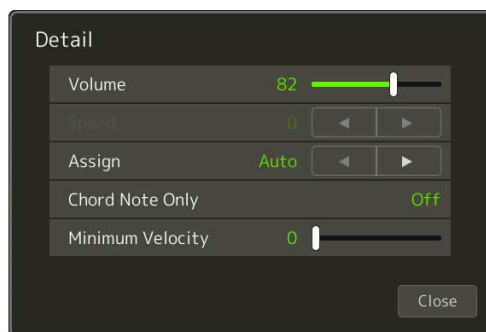 Detail
Volume 82
Speed 0
Assign Auto
Chord Note Only Off
Minimum Velocity 0
Close